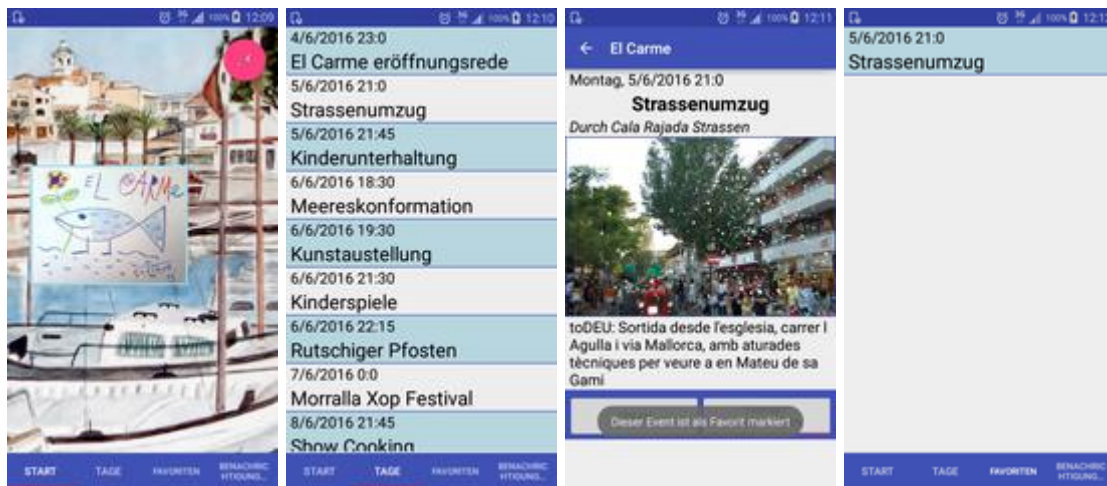 100% 12:09
EL CARMe
START TAGE FAVORITEN BENACHRIC
HTIGUNG...
100% 12:10
4/6/2016 23:0
El Carme eröffnungsrede
5/6/2016 21:0
Strassenumzug
5/6/2016 21:45
Kinderunterhaltung
6/6/2016 18:30
Meereskonformation
6/6/2016 19:30
Kunstaustellung
6/6/2016 21:30
Kinderspiele
6/6/2016 22:15
Rutschiger Pfosten
7/6/2016 0:0
Morralla Xop Festival
8/6/2016 21:45
Show Cooking
START TAGE FAVORITEN BENACHRIC
HTIGUNG...
100% 12:11
← El Carme
Montag, 5/6/2016 21:0
Strassenumzug
Durch Cala Rajada Strassen
toDEU: Sortida desde l'esglesia, carrer l
Agulla i via Mallorca, amb aturades
tècniques per veure a en Mateu de sa
Gami
Dieser Event ist als Favorit markiert
100% 12:12
5/6/2016 21:0
Strassenumzug
START TAGE FAVORITEN BENACHRIC
HTIGUNG...